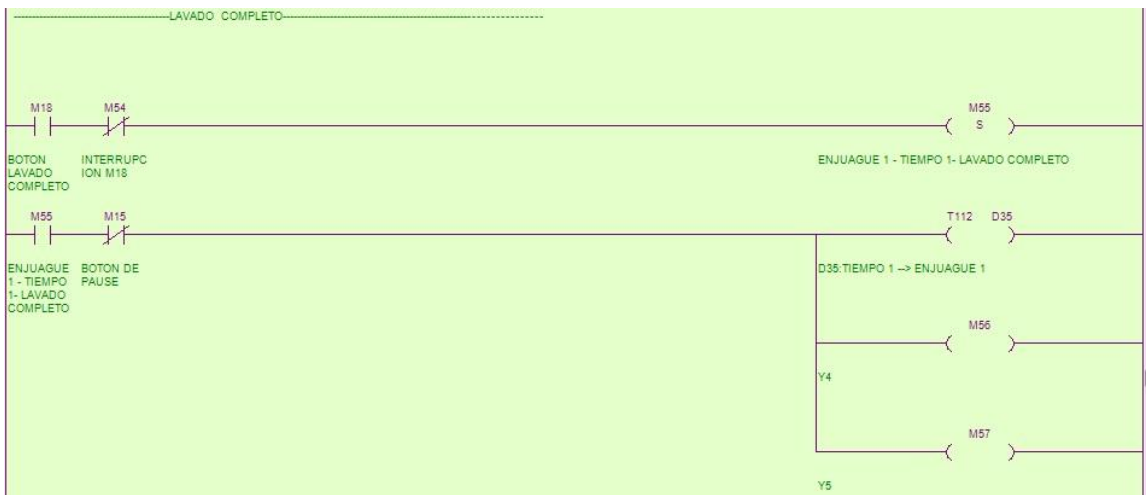 LAVADO COMPLETO
M18 M54 M55
S
BOTON LAVADO COMPLETO
INTERRUPC ION M18
ENJUAGUE 1 - TIEMPO 1- LAVADO COMPLETO
M55 M15 T112 D35
ENJUAGUE 1 - TIEMPO 1- LAVADO COMPLETO
BOTON DE PAUSE
D35:TIEMPO 1 --> ENJUAGUE 1
M56
Y4
M57
Y5